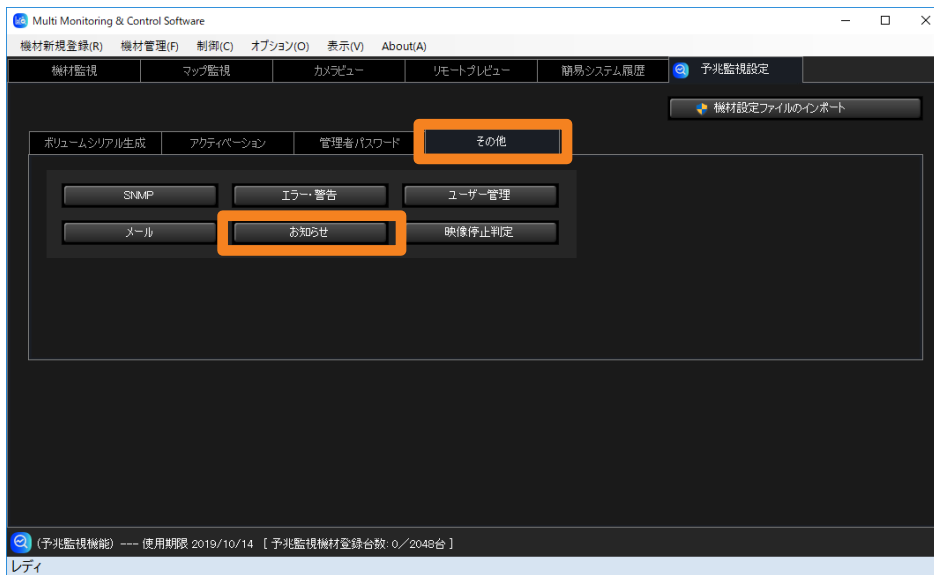 Multi Monitoring & Control Software
機材新規登録(R) 機材管理(F) 制御(C) オプション(O) 表示(V) About(A)
機材監視 マップ監視 カメラビュー リモートプレビュー 簡易システム履歴 予兆監視設定
機材設定ファイルのインポート
ボリュームシリアル生成 アクティベーション 管理者パスワード その他
SNMP エラー・警告 ユーザー管理
メール お知らせ 映像停止判定
(予兆監視機能) --- 使用期限 2019/10/14 [ 予兆監視機材登録台数: 0/2048台 ]
レディ